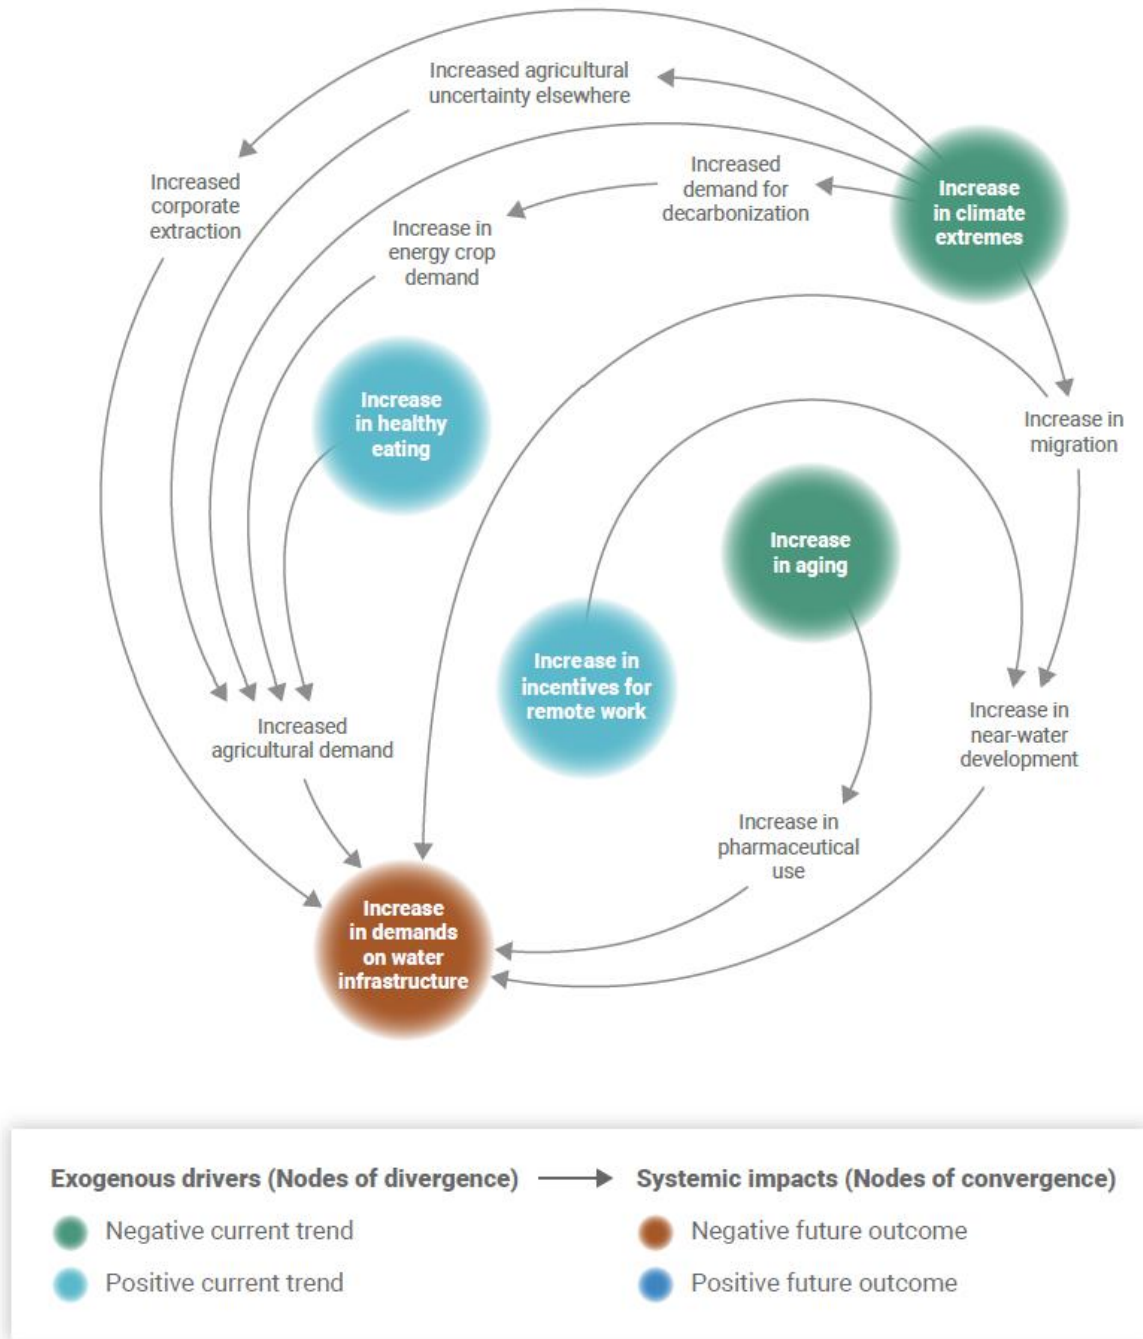 Increased agricultural
uncertainty elsewhere
Increased
corporate
extraction
Increased
demand for
decarbonization
Increase
in climate
extremes
Increase in
energy crop
demand
Increase
in healthy
eating
Increase in
migration
Increase
in aging
Increase in
incentives for
remote work
Increased
agricultural demand
Increase in
near-water
development
Increase in
pharmaceutical
use
Increase
in demands
on water
infrastructure
Exogenous drivers (Nodes of divergence)
Systemic impacts (Nodes of convergence)
Negative current trend
Negative future outcome
Positive current trend
Positive future outcome